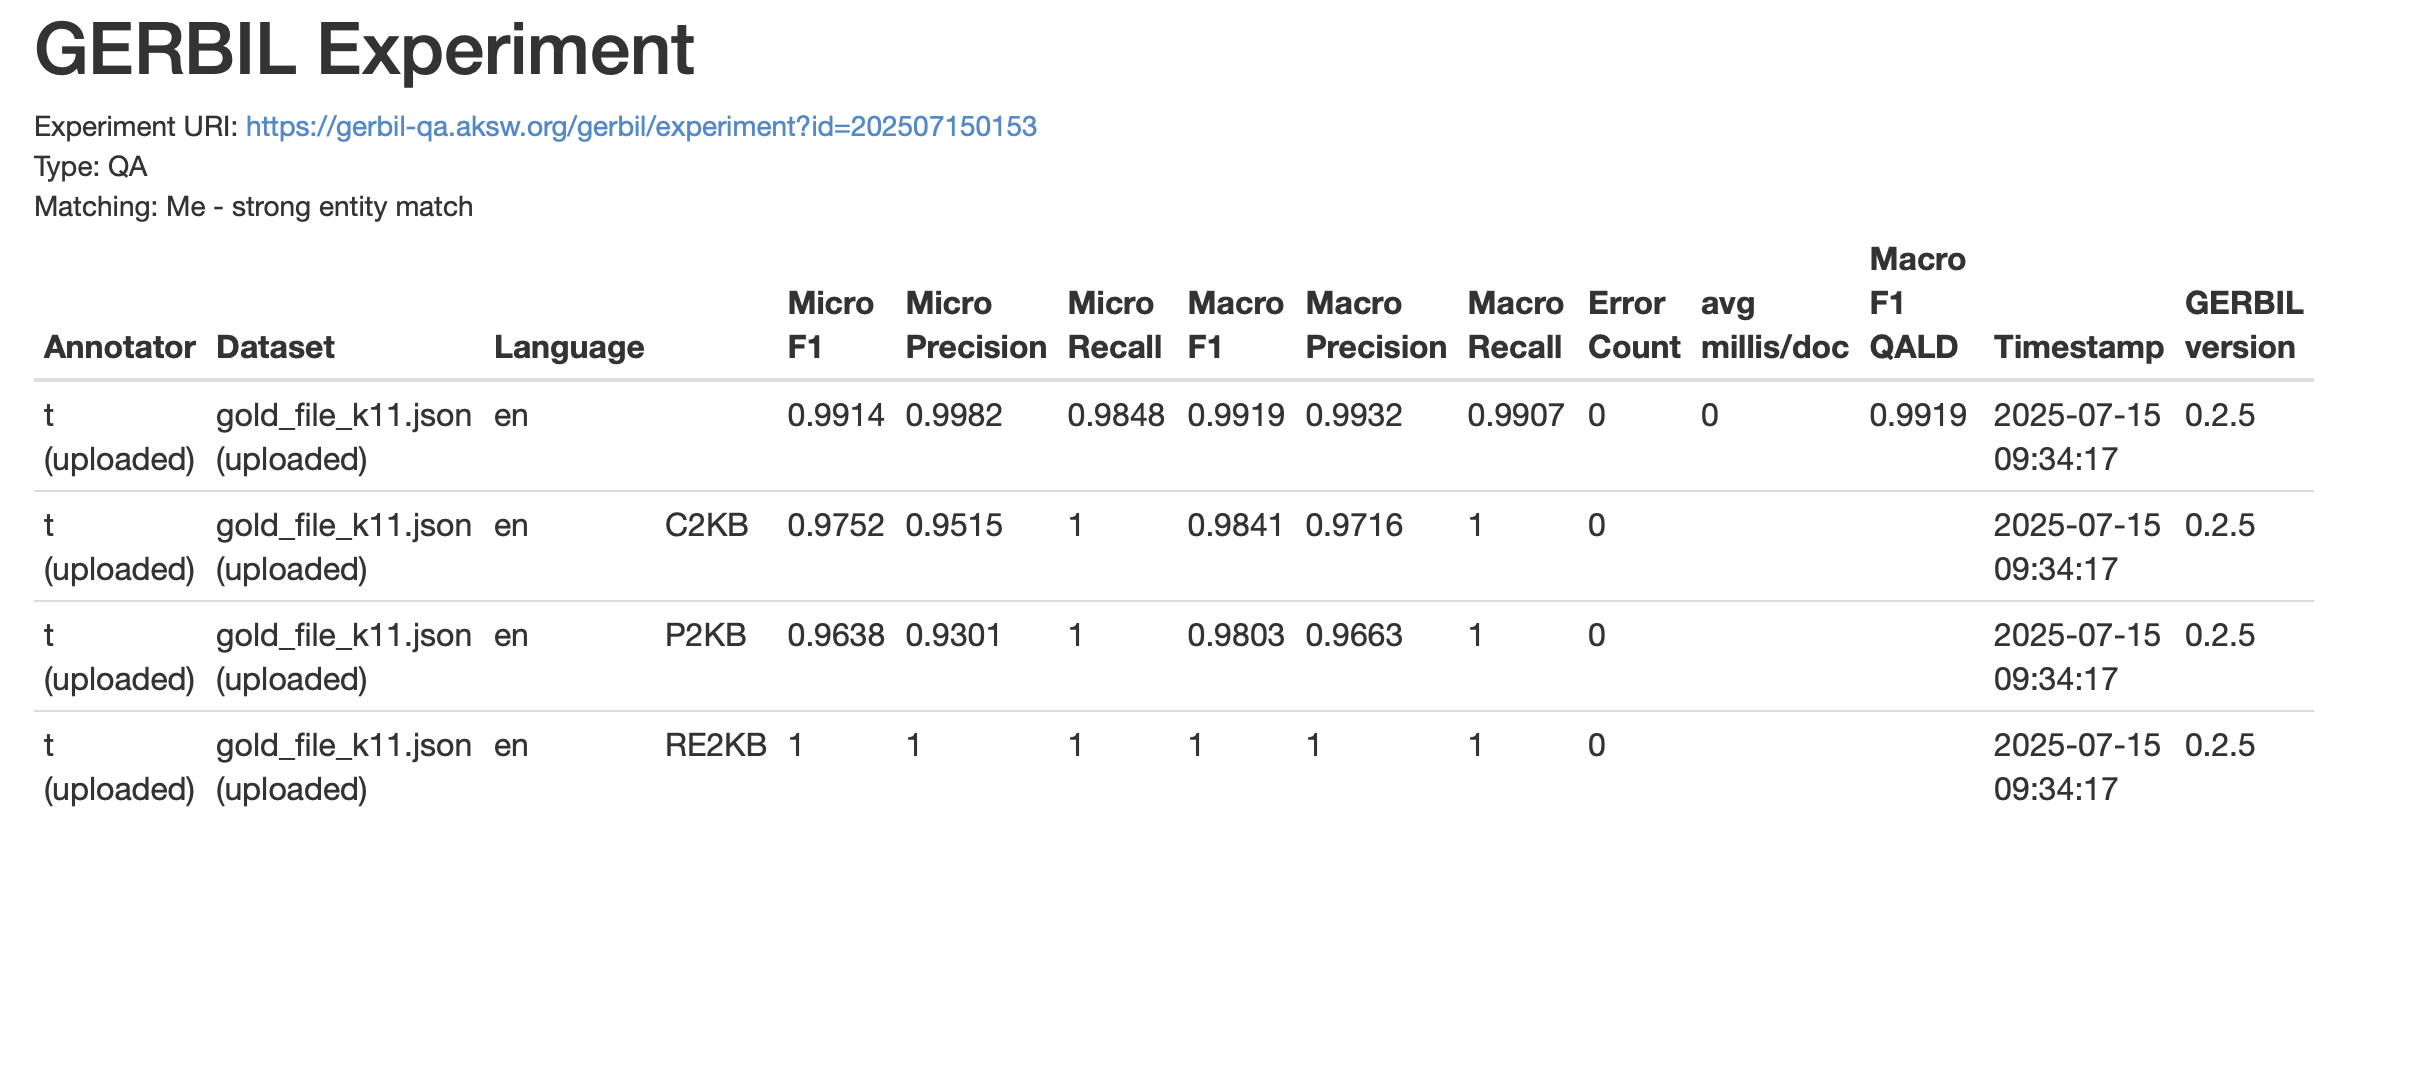 GERBIL Experiment
Experiment URI: https://gerbil-qa.aksw.org/gerbil/experiment?id=202507150153
Type: QA
Matching: Me - strong entity match
Annotator Dataset Language Micro F1 Micro Precision Micro Recall Macro F1 Macro Precision Macro Recall Error Count avg millis/doc Macro F1 QALD Timestamp GERBIL version
t gold_file_k11.json en 0.9914 0.9982 0.9848 0.9919 0.9932 0.9907 0 0 0.9919 2025-07-15 0.2.5
(uploaded) (uploaded) 09:34:17
t gold_file_k11.json en C2KB 0.9752 0.9515 1 0.9841 0.9716 1 0 2025-07-15 0.2.5
(uploaded) (uploaded) 09:34:17
t gold_file_k11.json en P2KB 0.9638 0.9301 1 0.9803 0.9663 1 0 2025-07-15 0.2.5
(uploaded) (uploaded) 09:34:17
t gold_file_k11.json en RE2KB 1 1 1 1 1 1 0 2025-07-15 0.2.5
(uploaded) (uploaded) 09:34:17